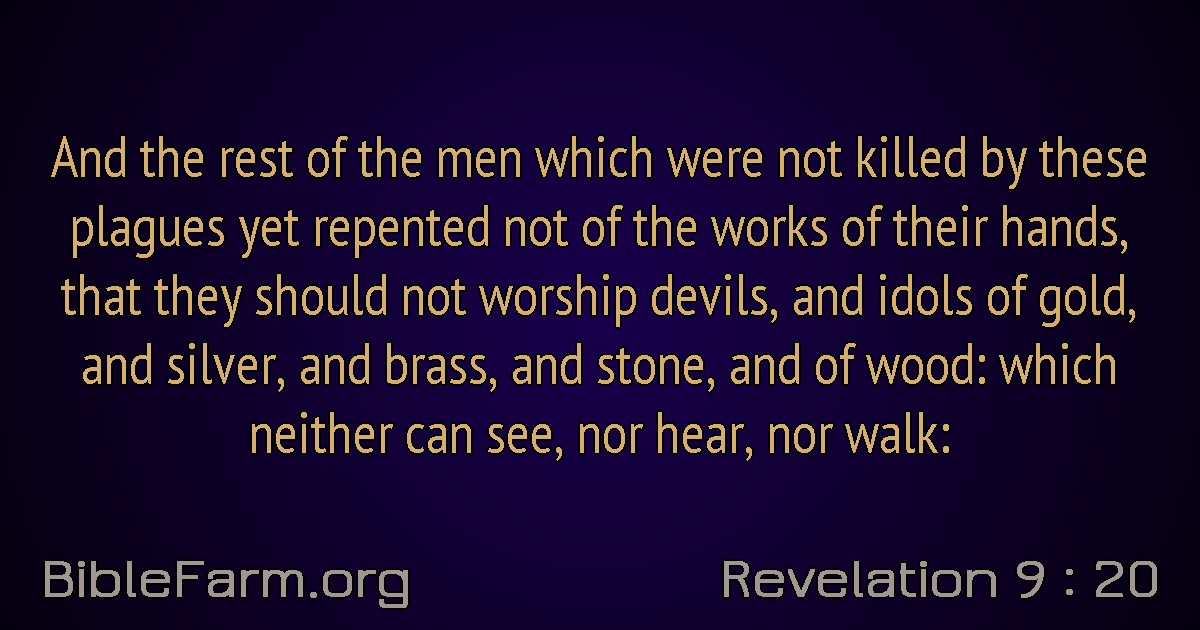 And the rest of the men which were not killed by these
plagues yet repented not of the works of their hands,
that they should not worship devils, and idols of gold,
and silver, and brass, and stone, and of wood: which
neither can see, nor hear, nor walk:
BibleFarm.org
Revelation 9 : 20